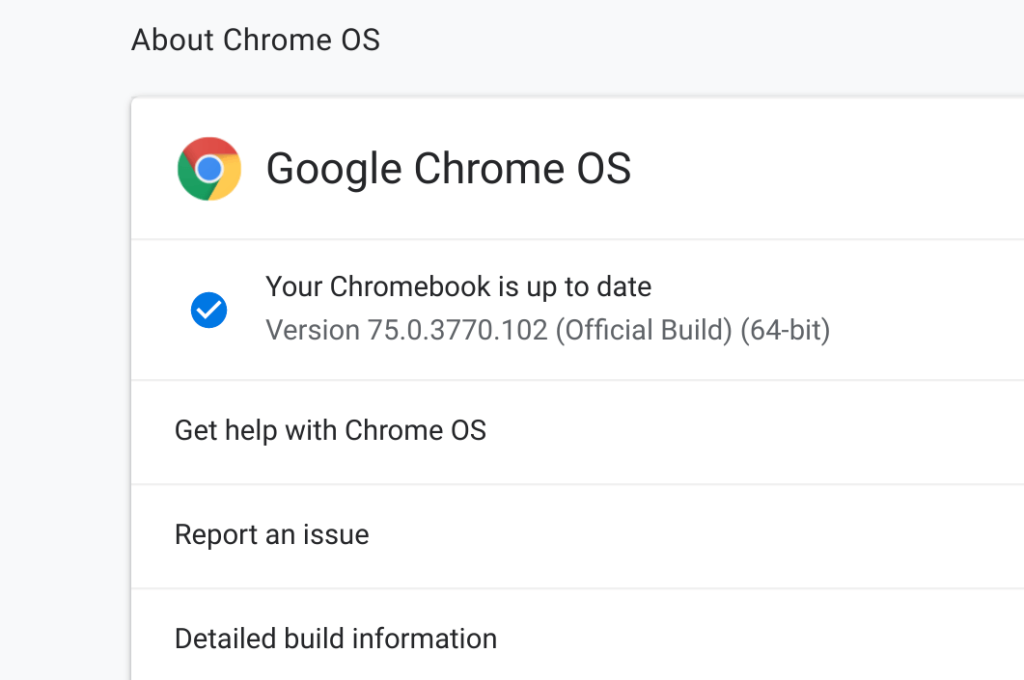 About Chrome OS
Google Chrome OS
Your Chromebook is up to date
Version 75.0.3770.102 (Official Build) (64-bit)
Get help with Chrome OS
Report an issue
Detailed build information